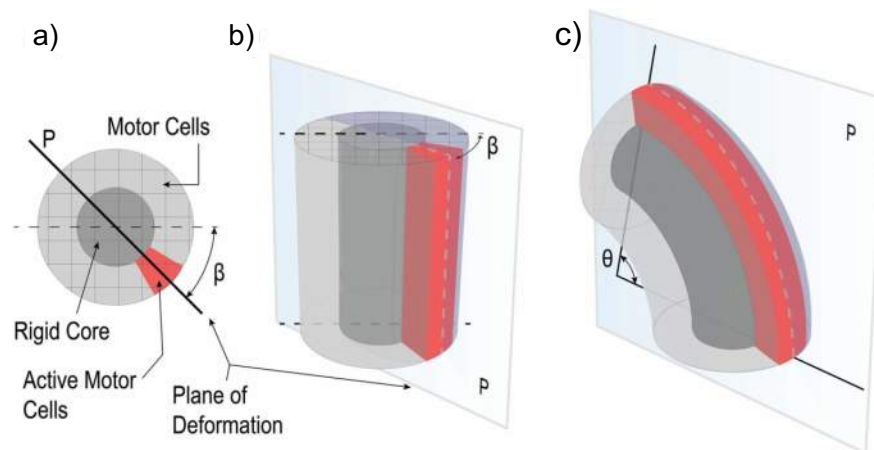 a)
P
Motor Cells
β
Rigid Core
Active Motor
Cells
Plane of
Deformation
b)
β
P
c)
P
θ